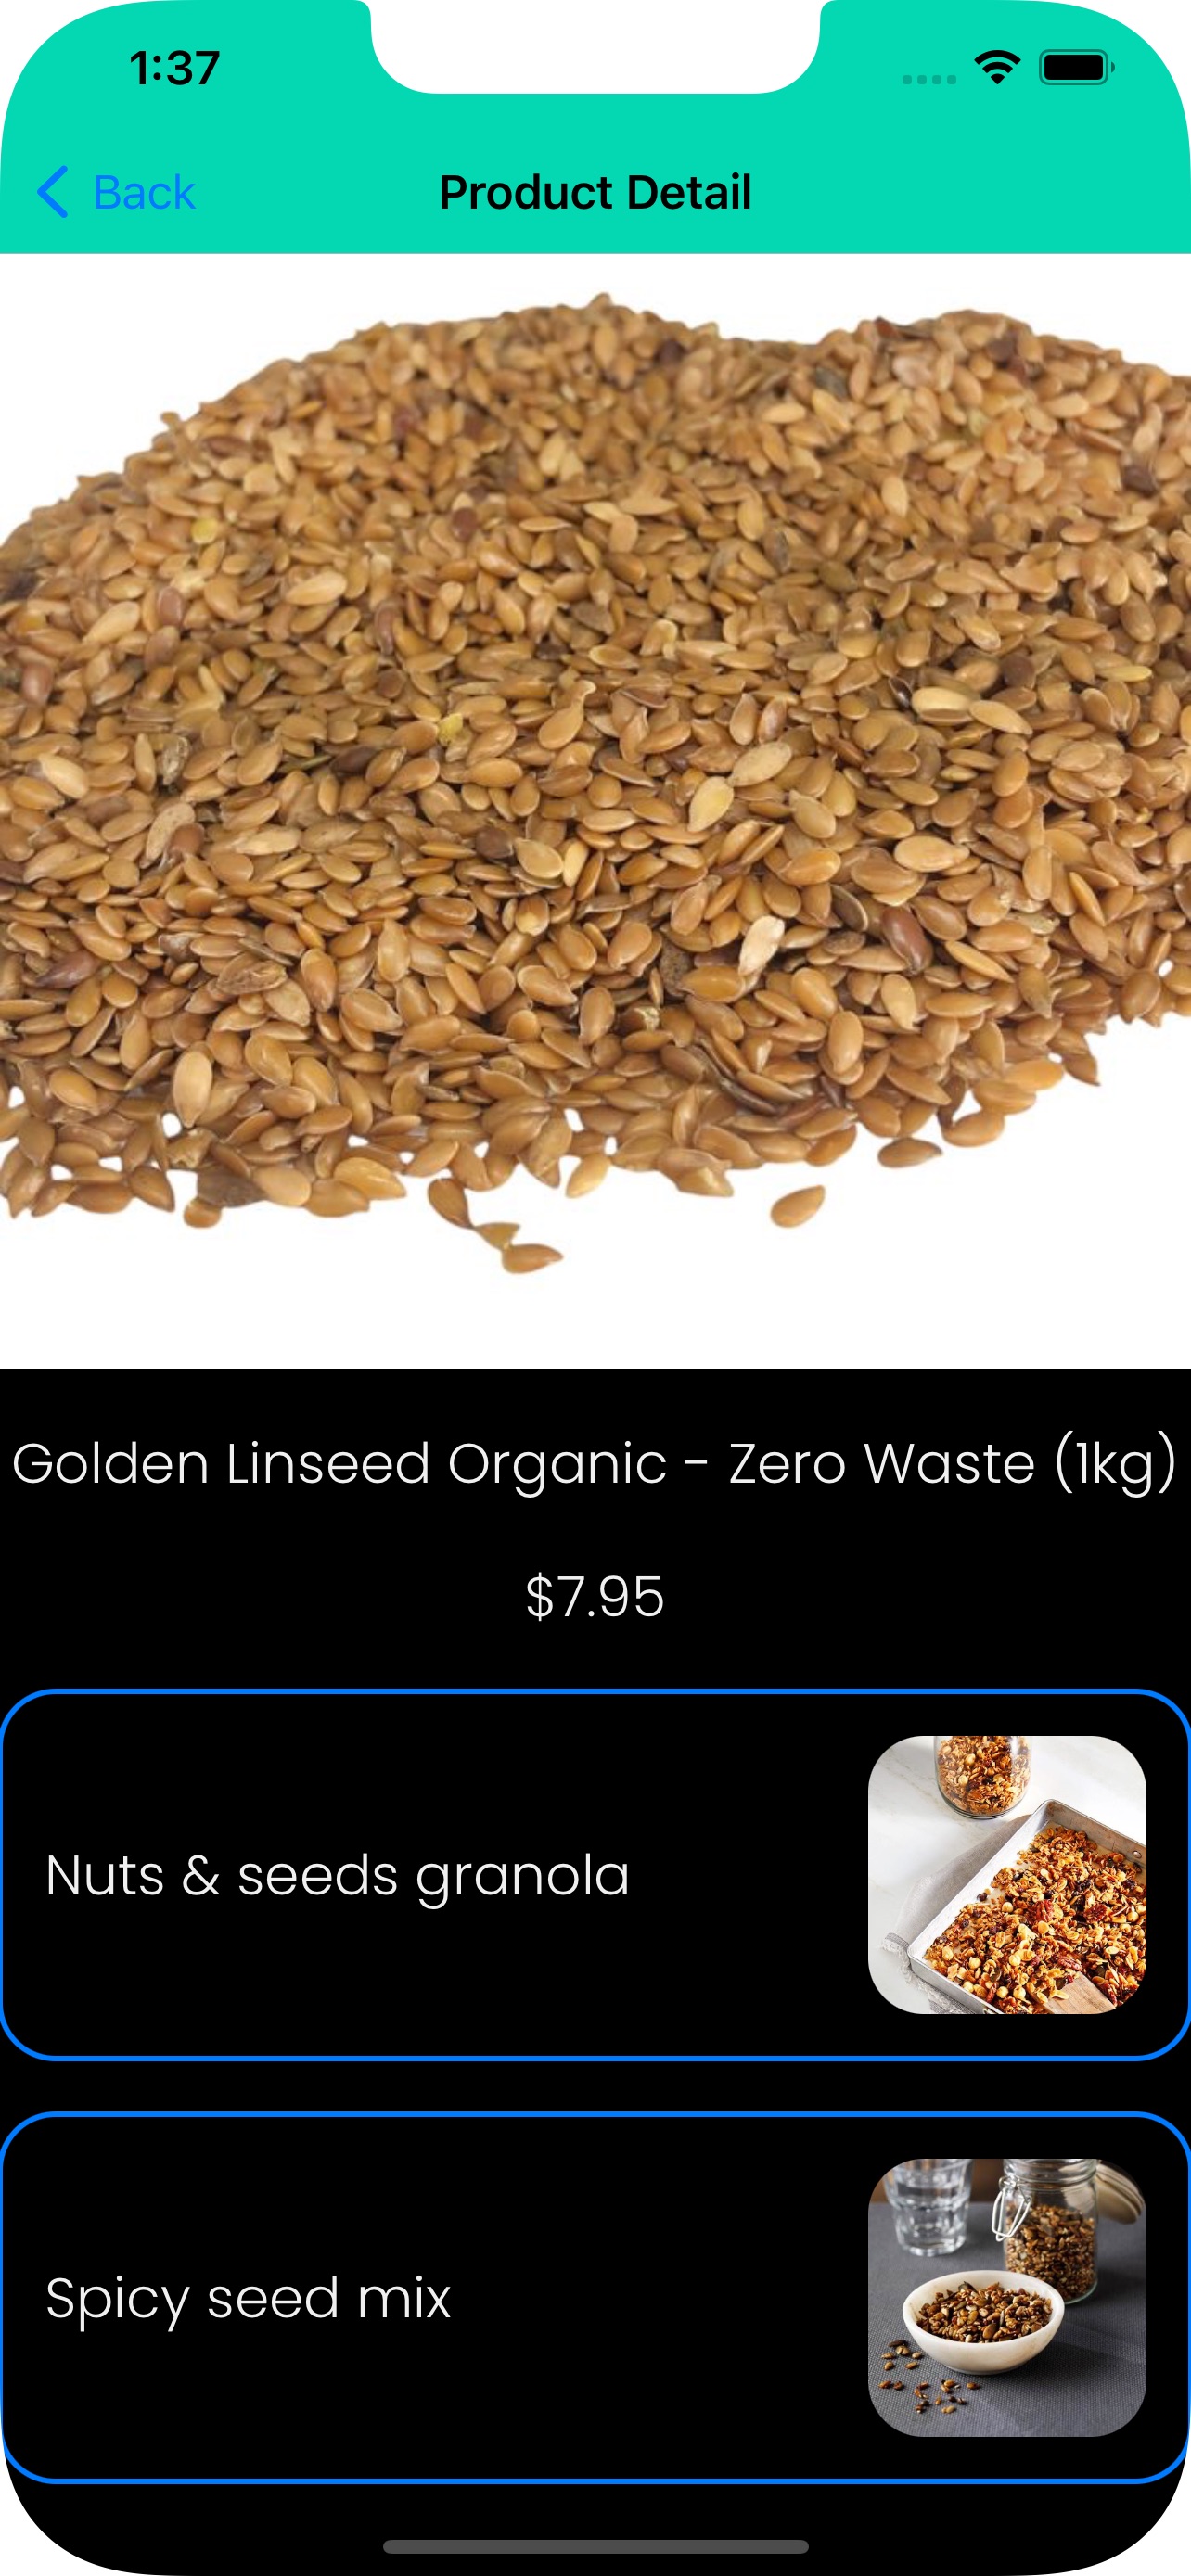 1:37
Back
Product Detail
Golden Linseed Organic - Zero Waste (1kg)
$7.95
Nuts & seeds granola
Spicy seed mix